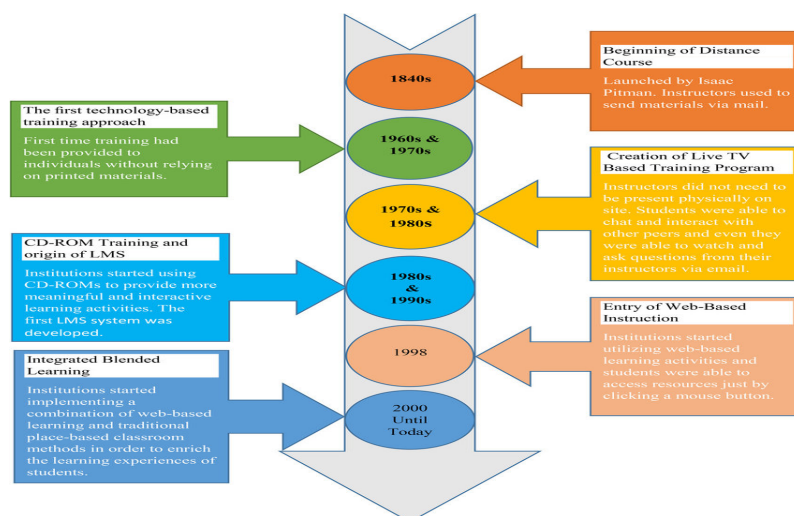 Beginning of Distance
Course
Launched by Isaac
Pitman. Instructors used to
send materials via mail.
1840s
The first technology-based
training approach
First time training had
been provided to
individuals without relying
on printed materials.
1960s &
1970s
Creation of Live TV
Based Training Program
Instructors did not need to
be present physically on
site. Students were able to
chat and interact with
other peers and even they
were able to watch and
ask questions from their
instructors via email.
1970s &
1980s
CD-ROM Training and
origin of LMS
Institutions started using
CD-ROMs to provide more
meaningful and interactive
learning activities. The
first LMS system was
developed.
1980s
&
1990s
Entry of Web-Based
Instruction
Institutions started
utilizing web-based
learning activities and
students were able to
access resources just by
clicking a mouse button.
1998
Integrated Blended
Learning
Institutions started
implementing a
combination of web-based
learning and traditional
place-based classroom
methods in order to enrich
the learning experiences of
students.
2000
Until
Today